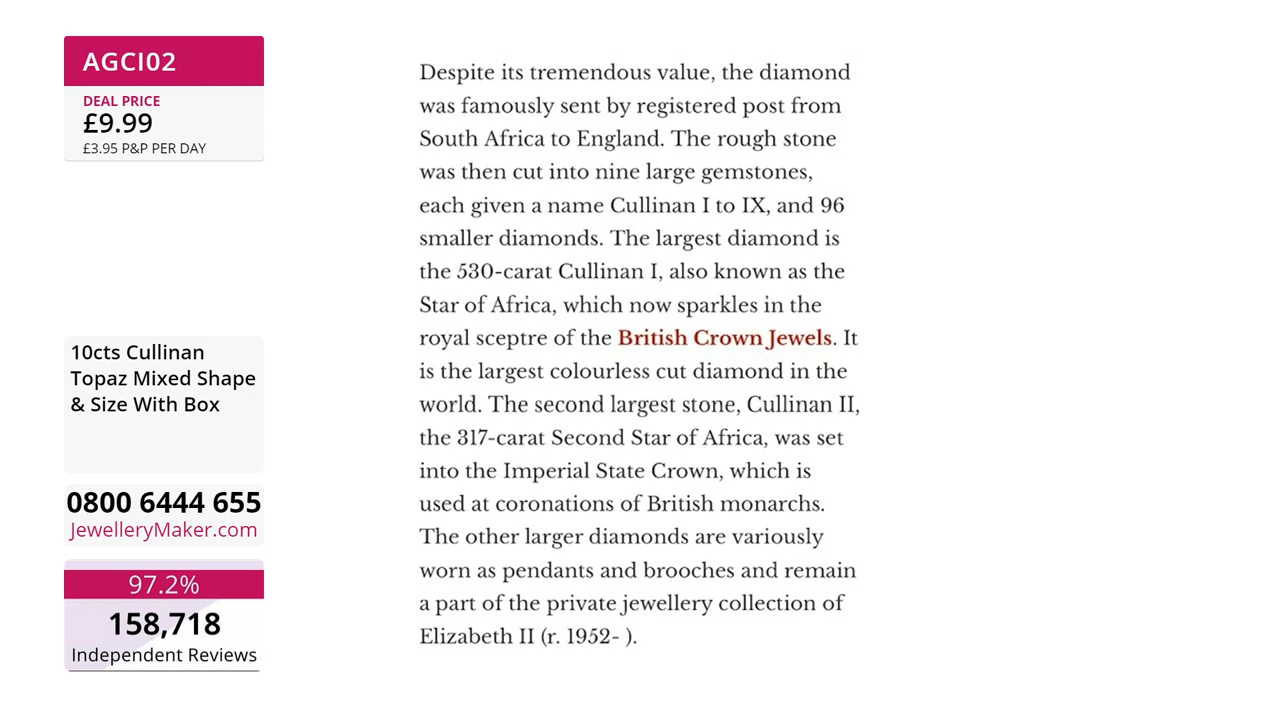 AGCI02
DEAL PRICE
£9.99
£3.95 P&P PER DAY
10cts Cullinan
Topaz Mixed Shape
& Size With Box
0800 6444 655
JewelleryMaker.com
97.2%
158,718
Independent Reviews
Despite its tremendous value, the diamond
was famously sent by registered post from
South Africa to England. The rough stone
was then cut into nine large gemstones,
each given a name Cullinan I to IX, and 96
smaller diamonds. The largest diamond is
the 530-carat Cullinan I, also known as the
Star of Africa, which now sparkles in the
royal sceptre of the British Crown Jewels. It
is the largest colourless cut diamond in the
world. The second largest stone, Cullinan II,
the 317-carat Second Star of Africa, was set
into the Imperial State Crown, which is
used at coronations of British monarchs.
The other larger diamonds are variously
worn as pendants and brooches and remain
a part of the private jewellery collection of
Elizabeth II (r. 1952- ).